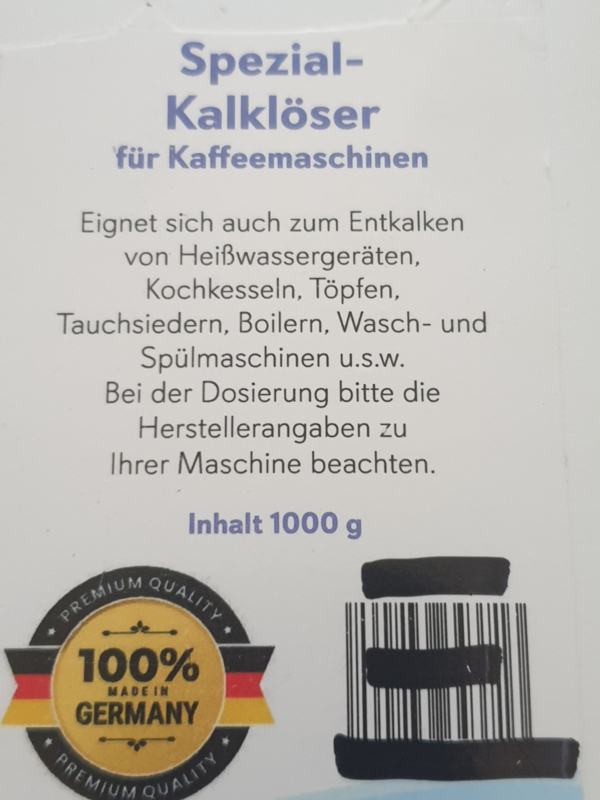 Spezial-
Kalklöser
für Kaffeemaschinen
Eignet sich auch zum Entkalken
von Heißwassergeräten,
Kochkesseln, Töpfen,
Tauchsiedern, Boilern, Wasch- und
Spülmaschinen u.s.w.
Bei der Dosierung bitte die
Herstellerangaben zu
Ihrer Maschine beachten.
Inhalt 1000 g
PREMIUM QUALITY
100%
MADE IN
GERMANY
PREMIUM QUALITY